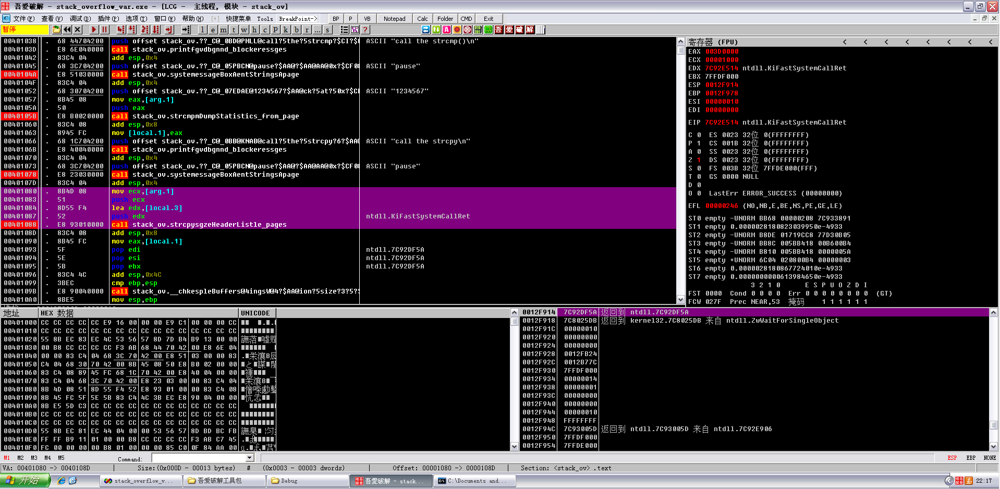 吾爱破解 - stack_overflow_var.exe - [LCG - 主线程, 模块 - stack_ov]
文件(F) 查看(V) 调试(D) 插件(P) 选项(T) 窗口(W) 帮助(H) [+] 快捷菜单 Tools BreakPoint-> BP P VB Notepad Calc Folder CMD Exit
暂停 l e m t w h c P k b r ... s ? 吾 爱 破 解
00401038 . 68 44704200 push offset stack_ov.??_C@_0BD@PMLL@call?5the?5strcmp?$CI?$ ASCII "call the strcmp()\n"
0040103D . E8 6E040000 call stack_ov.printfgvdbgnnd_blockeressges
00401042 . 83C4 04 add esp,0x4
00401045 . 68 3C704200 push offset stack_ov.??_C@_05PBCN@pause?$AA@?$AA@AA@0x?$CF0 ASCII "pause"
0040104A . E8 51030000 call stack_ov.systemessageBoxAentStringsApage
0040104F . 83C4 04 add esp,0x4
00401052 . 68 30704200 push offset stack_ov.??_C@_07EDAE@1234567?$AA@ck?5at?50x?$C ASCII "1234567"
00401057 . 8B45 08 mov eax,[arg.1]
0040105A . 50 push eax
0040105B . E8 B0020000 call stack_ov.strcmpmDumpStatistics_from_page
00401060 . 83C4 08 add esp,0x8
00401063 . 8945 FC mov [local.1],eax
00401066 . 68 1C704200 push offset stack_ov.??_C@_0BB@KNAB@call?5the?5strcpy?6?$AA ASCII "call the strcpy\n"
0040106B . E8 40040000 call stack_ov.printfgvdbgnnd_blockeressges
00401070 . 83C4 04 add esp,0x4
00401073 . 68 3C704200 push offset stack_ov.??_C@_05PBCN@pause?$AA@?$AA@AA@0x?$CF0 ASCII "pause"
00401078 . E8 23030000 call stack_ov.systemessageBoxAentStringsApage
0040107D . 83C4 04 add esp,0x4
00401080 . 8B4D 08 mov ecx,[arg.1]
00401083 . 51 push ecx
00401084 . 8D55 F4 lea edx,[local.3]
00401087 . 52 push edx ntdll.KiFastSystemCallRet
00401088 . E8 93010000 call stack_ov.strcpysgzeHeaderListle_pages
0040108D . 83C4 08 add esp,0x8
00401090 . 8B45 FC mov eax,[local.1]
00401093 . 5F pop edi ntdll.7C92DF5A
00401094 . 5E pop esi ntdll.7C92DF5A
00401095 . 5B pop ebx ntdll.7C92DF5A
00401096 . 83C4 4C add esp,0x4C
00401099 . 3BEC cmp ebp,esp
0040109B . E8 90040000 call stack_ov.__chkespleBuffers@4ingsW@4?$AA@ion?5size?3?5?
004010A0 . 8BE5 mov esp,ebp
寄存器 (FPU) < < < < < < < <
EAX 003D0000
ECX 00001000
EDX 7C92E514 ntdll.KiFastSystemCallRet
EBX 7FFDF000
ESP 0012F914
EBP 0012F978
ESI 00000010
EDI 00000000
EIP 7C92E514 ntdll.KiFastSystemCallRet
C 0 ES 0023 32位 0(FFFFFFFF)
P 1 CS 001B 32位 0(FFFFFFFF)
A 0 SS 0023 32位 0(FFFFFFFF)
Z 1 DS 0023 32位 0(FFFFFFFF)
S 0 FS 003B 32位 7FFDE000(FFF)
T 0 GS 0000 NULL
D 0
O 0 LastErr ERROR_SUCCESS (00000000)
EFL 00000246 (NO,NB,E,BE,NS,PE,GE,LE)
ST0 empty -UNORM BB68 00000208 7C933891
ST1 empty 0.0000028180823039950e-4933
ST2 empty -UNORM B8DE 01719CC8 77D30B05
ST3 empty -UNORM BB8C 005BB418 00B600B4
ST4 empty -UNORM B810 005BB418 0000005A
ST5 empty +UNORM 6C04 020800B4 00000003
ST6 empty 0.0000028180867724010e-4933
ST7 empty 0.0000000000613984650e-4933
3 2 1 0 E S P U O Z D I
FST 0000 Cond 0 0 0 0 Err 0 0 0 0 0 0 0 0 (GT)
FCW 027F Prec NEAR,53 掩码 1 1 1 1 1 1
地址 HEX 数据 UNICODE
00401000 CC CC CC CC CC E9 16 00 00 00 E9 C1 00 00 00 CC
00401010 CC CC CC CC CC CC CC CC CC CC CC CC CC CC CC CC
00401020 55 8B EC 83 EC 4C 53 56 57 8D 7D B4 B9 13 00 00
00401030 00 B8 CC CC CC CC F3 AB 68 44 70 42 00 E8 6E 04
00401040 00 00 83 C4 04 68 3C 70 42 00 E8 51 03 00 00 83
00401050 C4 04 68 30 70 42 00 8B 45 08 50 E8 B0 02 00 00
00401060 83 C4 08 89 45 FC 68 1C 70 42 00 E8 40 04 00 00
00401070 83 C4 04 68 3C 70 42 00 E8 23 03 00 00 83 C4 04
00401080 8B 4D 08 51 8D 55 F4 52 E8 93 01 00 00 83 C4 08
00401090 8B 45 FC 5F 5E 5B 83 C4 4C 3B EC E8 90 04 00 00
004010A0 8B E5 5D C3 CC CC CC CC CC CC CC CC CC CC CC CC
004010B0 CC CC CC CC CC CC CC CC CC CC CC CC CC CC CC CC
004010C0 CC CC CC CC CC CC CC CC CC CC CC CC CC CC CC CC
004010D0 55 8B EC 81 EC 44 04 00 00 53 56 57 8D BD BC FB
004010E0 FF FF B9 11 01 00 00 B8 CC CC CC CC F3 AB C7 45
004010F0 FC 00 00 00 00 B8 01 00 00 00 85 C0 0F 84 AA 00
0012F914 7C92DF5A 返回到 ntdll.7C92DF5A
0012F918 7C8025DB 返回到 kernel32.7C8025DB 来自 ntdll.ZwWaitForSingleObject
0012F91C 00000010
0012F920 00000000
0012F924 00000000
0012F928 0012FB24
0012F92C 0012B77C
0012F930 7FFDF000
0012F934 00000014
0012F938 00000001
0012F93C 00000000
0012F940 00000000
0012F944 00000010
0012F948 FFFFFFFF
0012F94C 7C93005D 返回到 ntdll.7C93005D 来自 ntdll.7C92E906
0012F950 7FFDF000
0012F954 7FFDE000
M1 M2 M3 M4 M5 Command: ESP EBP NONE
VA: 00401080 -> 0040108D Size:(0x000D - 00013 bytes) # (0x0003 - 00003 dwords) Offset: 00001080 -> 0000108D Section: <stack_ov> .text
开始 stack_overflow_v... 吾爱破解工具包 Debug 吾爱破解 - stack... C:\Documents and... 22:17